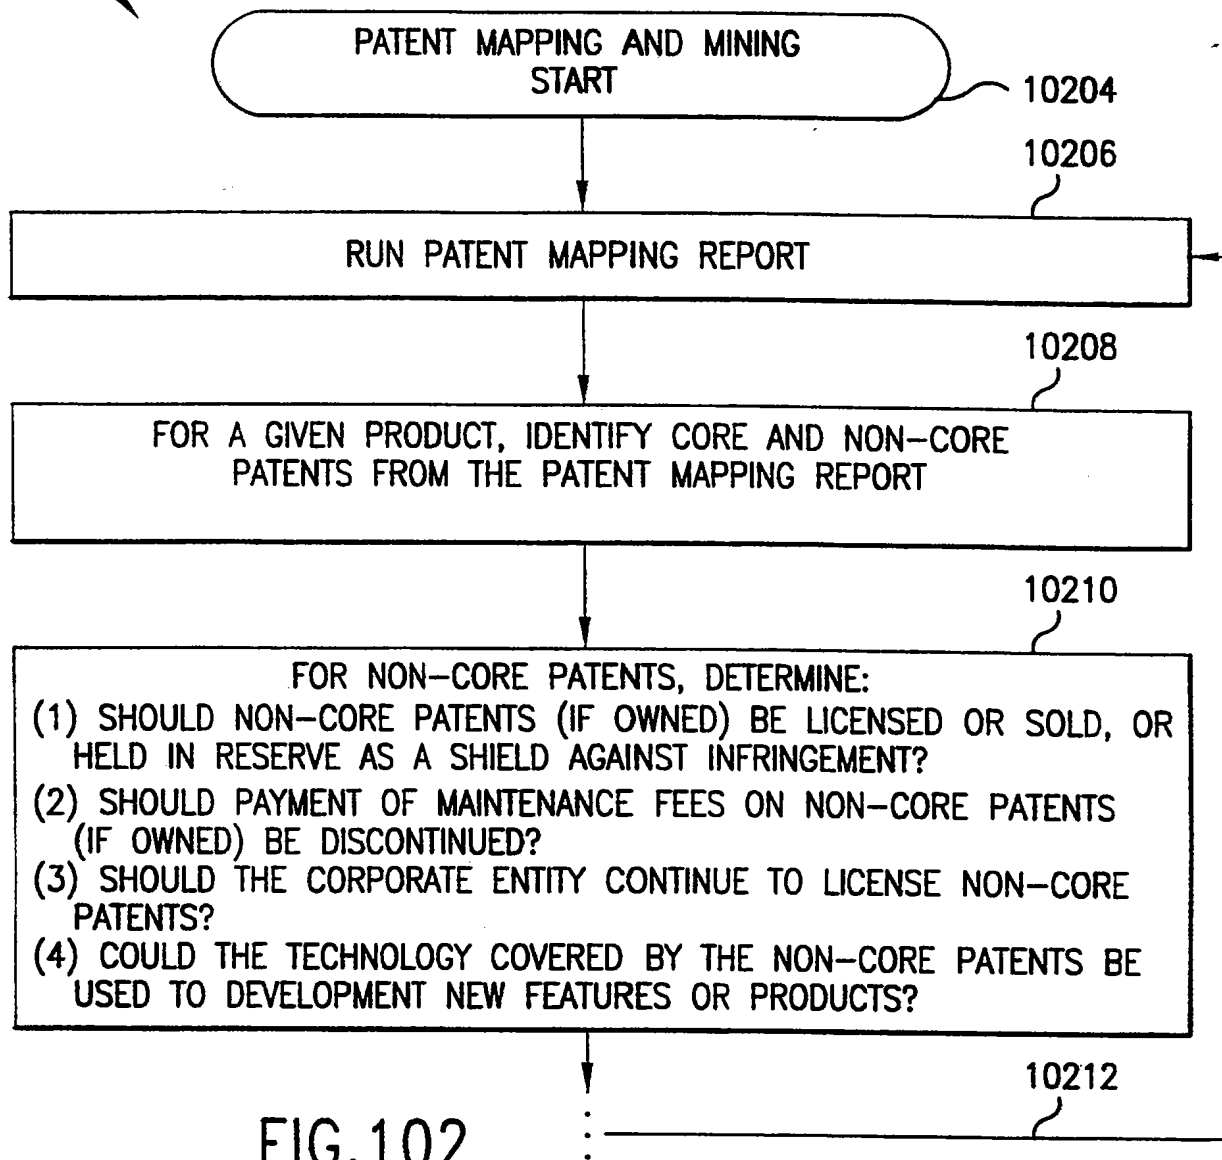 PATENT MAPPING AND MINING
START
10204
10206
RUN PATENT MAPPING REPORT
10208
FOR A GIVEN PRODUCT, IDENTIFY CORE AND NON-CORE
PATENTS FROM THE PATENT MAPPING REPORT
10210
FOR NON-CORE PATENTS, DETERMINE:
(1) SHOULD NON-CORE PATENTS (IF OWNED) BE LICENSED OR SOLD, OR
HELD IN RESERVE AS A SHIELD AGAINST INFRINGEMENT?
(2) SHOULD PAYMENT OF MAINTENANCE FEES ON NON-CORE PATENTS
(IF OWNED) BE DISCONTINUED?
(3) SHOULD THE CORPORATE ENTITY CONTINUE TO LICENSE NON-CORE
PATENTS?
(4) COULD THE TECHNOLOGY COVERED BY THE NON-CORE PATENTS BE
USED TO DEVELOPMENT NEW FEATURES OR PRODUCTS?
10212
FIG.102